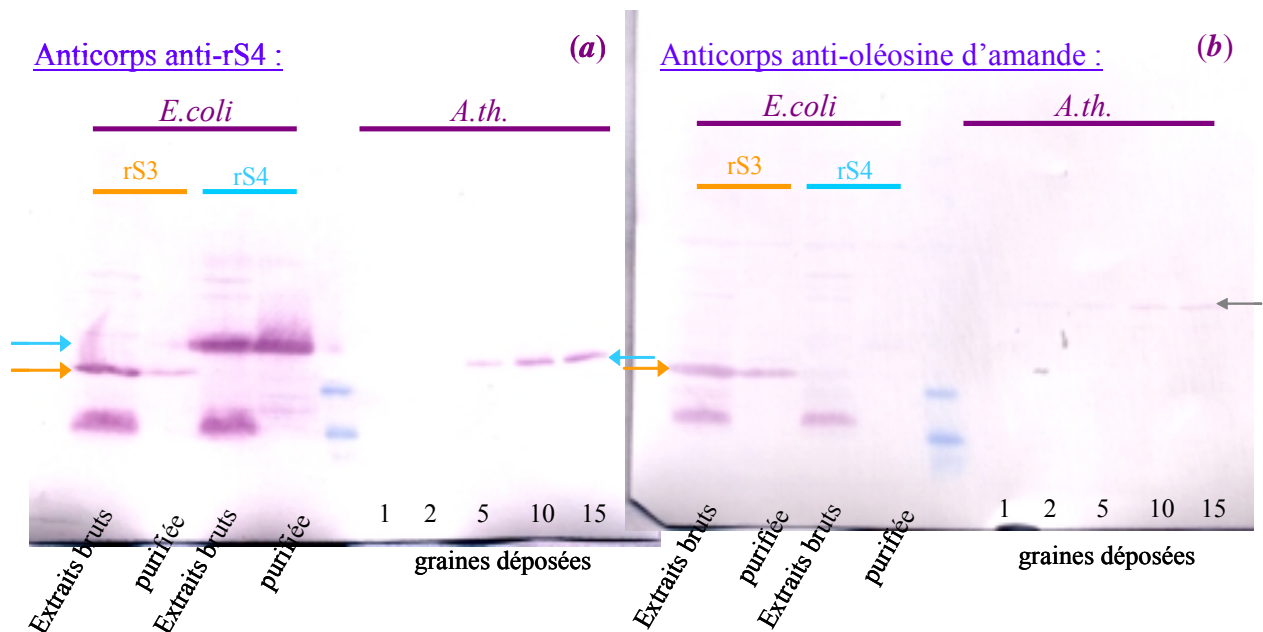 Anticorps anti-rS4 :
(a)
E.coli
A.th.
rS3
rS4
Extraits bruts
purifiée
Extraits bruts
purifiée
1 2 5 10 15
graines déposées
Anticorps anti-oléosine d’amande :
(b)
E.coli
A.th.
rS3
rS4
Extraits bruts
purifiée
Extraits bruts
purifiée
1 2 5 10 15
graines déposées